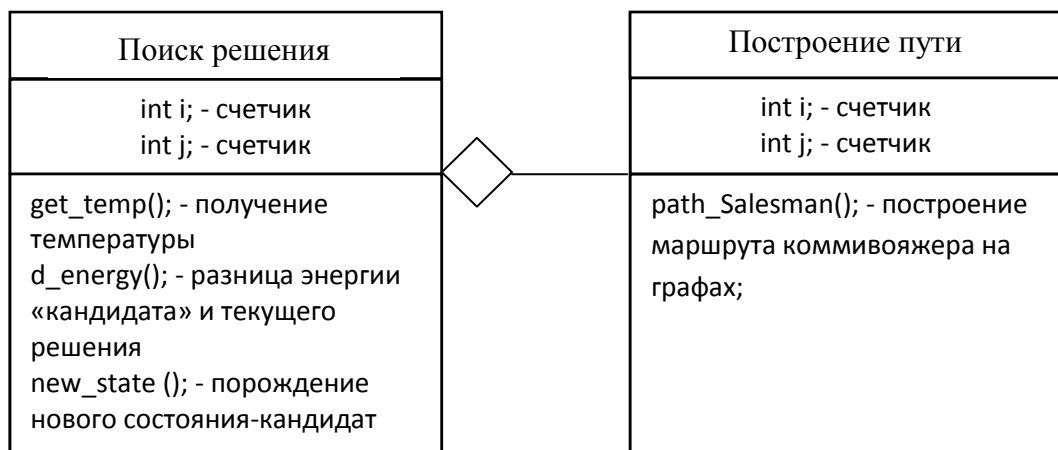 Поиск решения
int i; - счетчик
int j; - счетчик
get_temp(); - получение
температуры
d_energy(); - разница энергии
«кандидата» и текущего
решения
new_state (); - порождение
нового состояния-кандидат
Построение пути
int i; - счетчик
int j; - счетчик
path_Salesman(); - построение
маршрута коммивояжера на
графах;